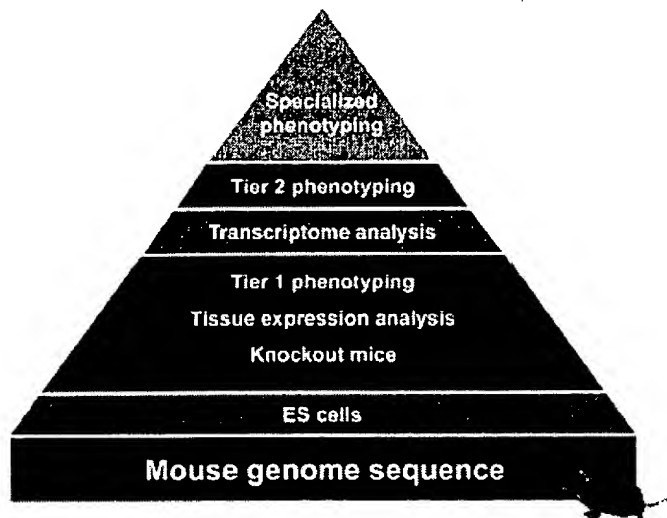 Specialized
phenotyping
Tier 2 phenotyping
Transcriptome analysis
Tier 1 phenotyping
Tissue expression analysis
Knockout mice
ES cells
Mouse genome sequence